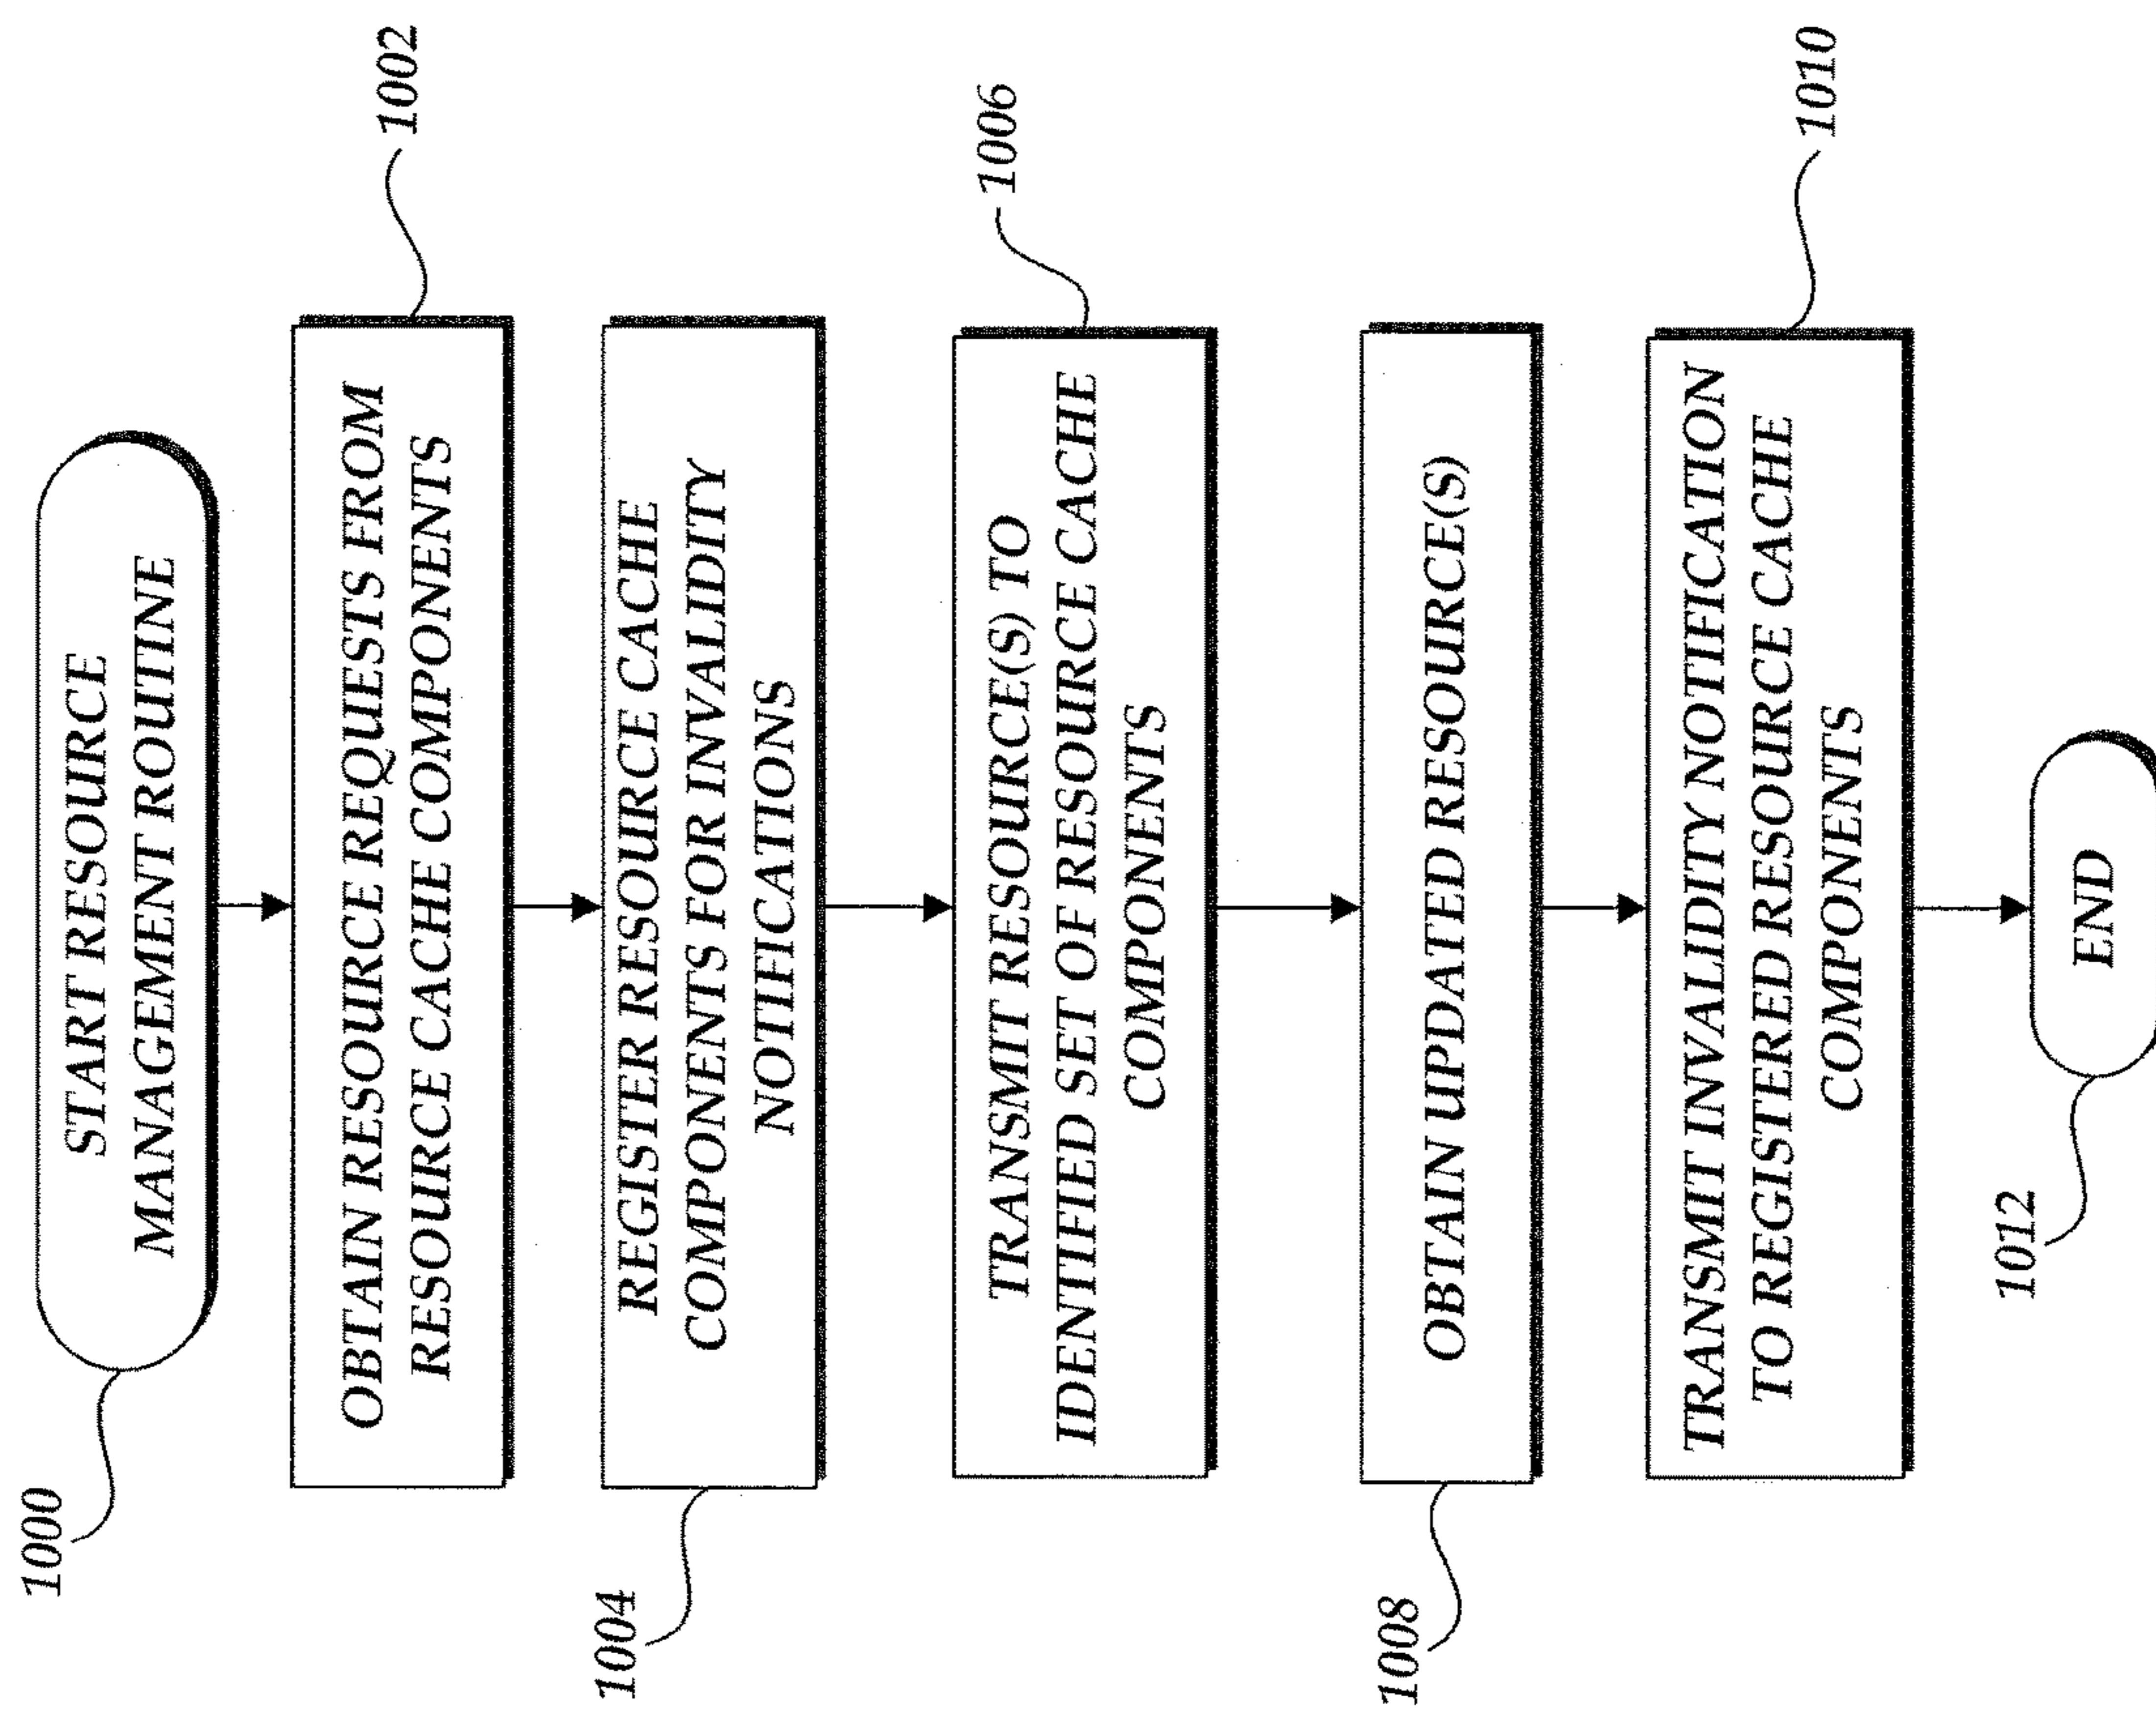 1000
START RESOURCE
MANAGEMENT ROUTINE
1002
OBTAIN RESOURCE REQUESTS FROM
RESOURCE CACHE COMPONENTS
1004
REGISTER RESOURCE CACHE
COMPONENTS FOR INVALIDITY
NOTIFICATIONS
1006
TRANSMIT RESOURCE(S) TO
IDENTIFIED SET OF RESOURCE CACHE
COMPONENTS
1008
OBTAIN UPDATED RESOURCE(S)
1010
TRANSMIT INVALIDITY NOTIFICATION
TO REGISTERED RESOURCE CACHE
COMPONENTS
1012
END